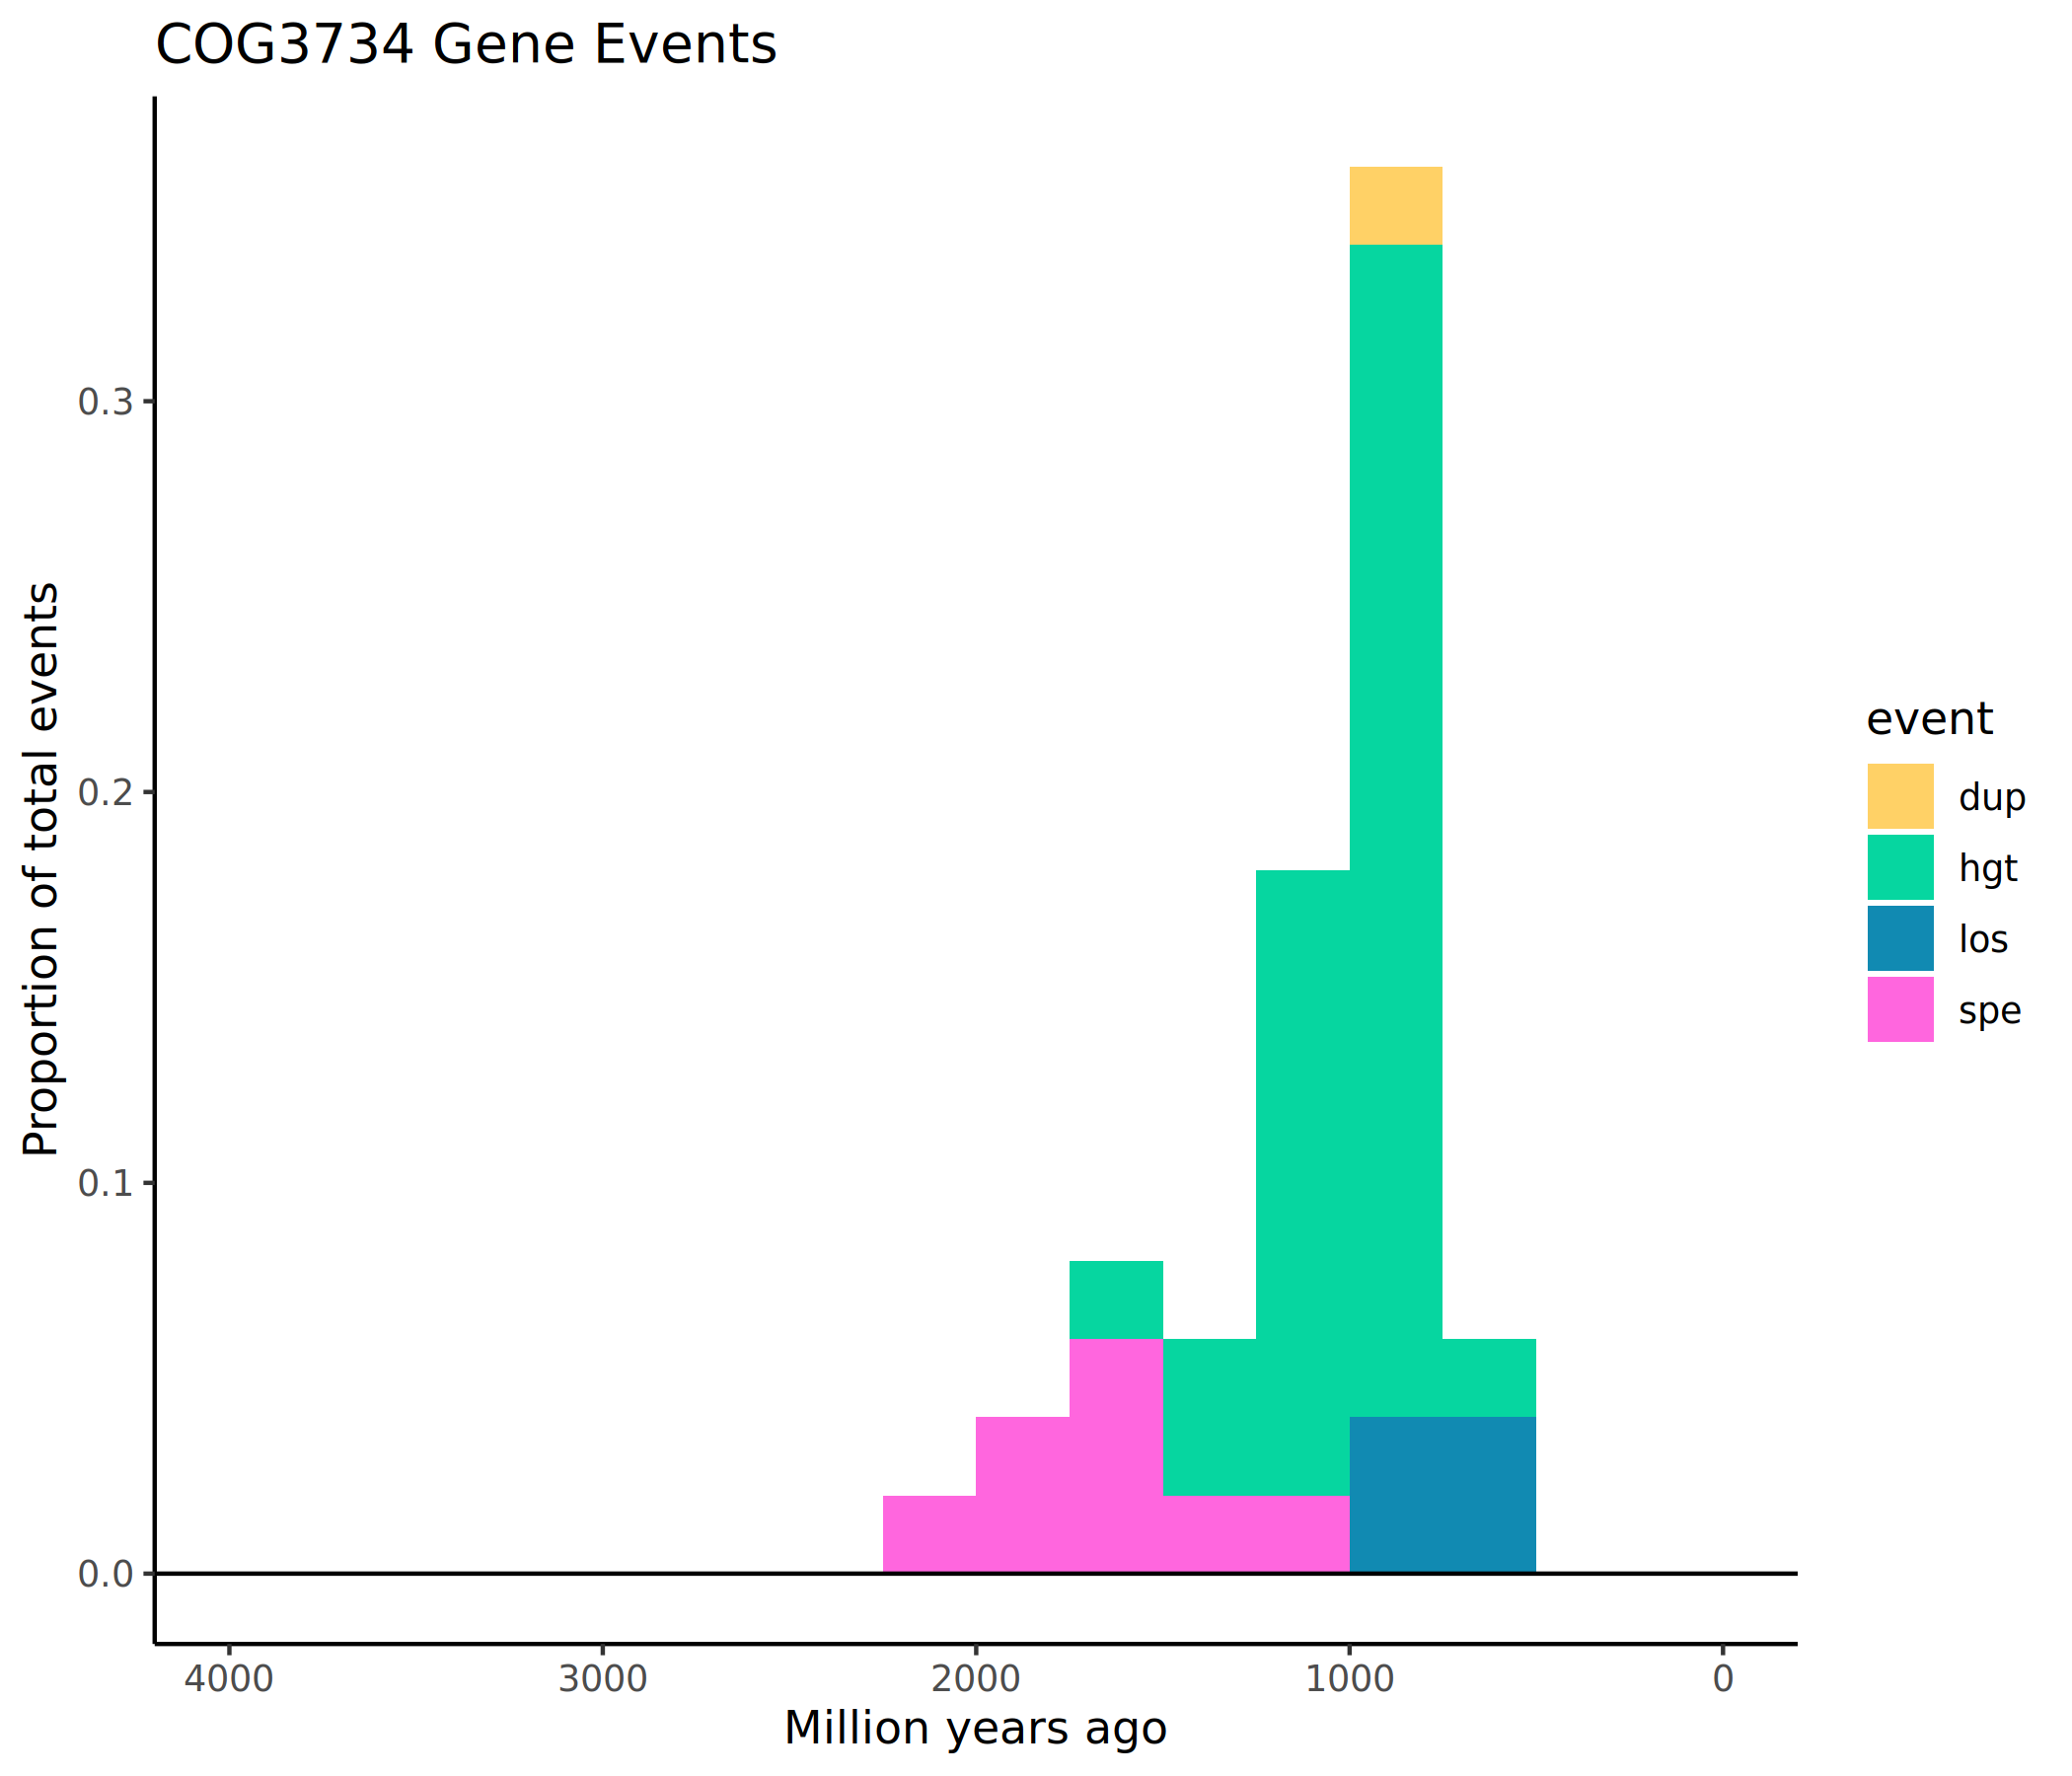 COG3734 Gene Events
Proportion of total events
0.3
0.2
0.1
0.0
4000 3000 2000 1000 0
Million years ago
event
dup
hgt
los
spe